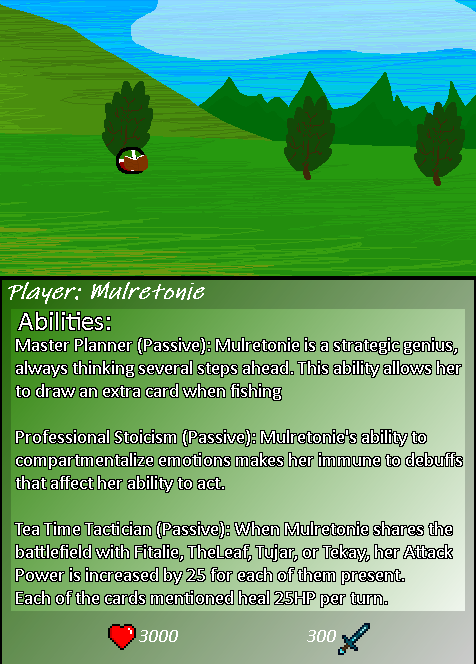 Player: Mulretonie
Abilities:
Master Planner (Passive): Mulretonie is a strategic genius,
always thinking several steps ahead. This ability allows her
to draw an extra card when fishing
Professional Stoicism (Passive): Mulretonie's ability to
compartmentalize emotions makes her immune to debuffs
that affect her ability to act.
Tea Time Tactician (Passive): When Mulretonie shares the
battlefield with Fitalie, TheLeaf, Tujar, or Tekay, her Attack
Power is increased by 25 for each of them present.
Each of the cards mentioned heal 25HP per turn.
3000 300